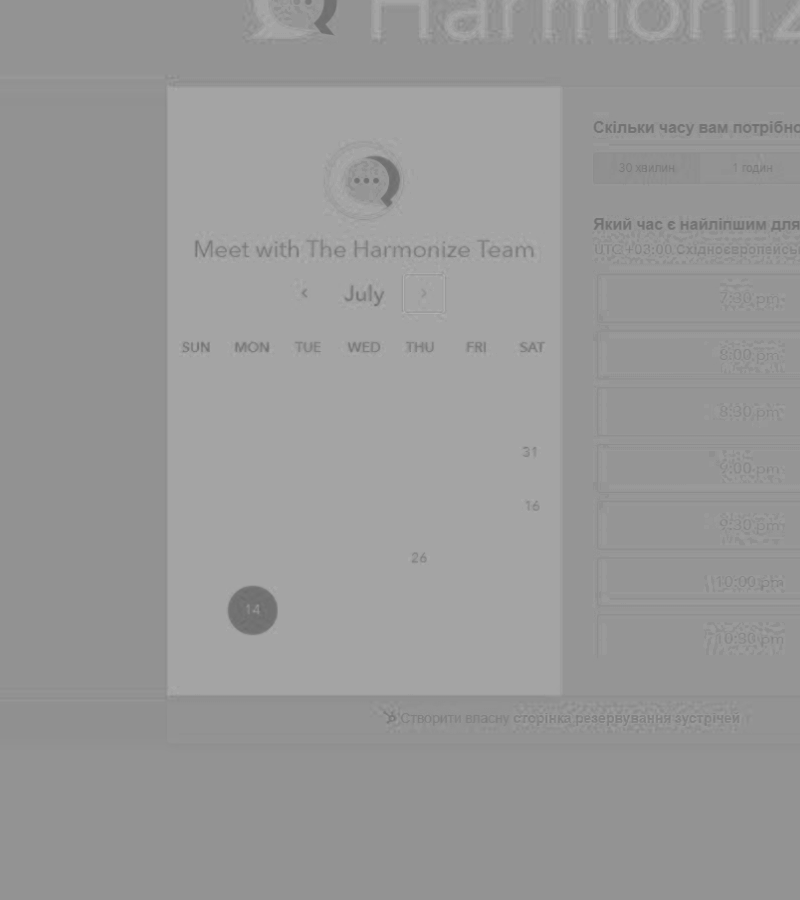 Harmoniz
Meet with The Harmonize Team
July
SUN MON TUE WED THU FRI SAT
31
16
26
14
Скільки часу вам потрібно
30 хвилин 1 годин
Який час є найліпшим для
UTC +03:00 Східноєвропейськ
7:30 pm
8:00 pm
8:30 pm
9:00 pm
9:30 pm
10:00 pm
10:30 pm
Створити власну сторінка резервування зустрічей